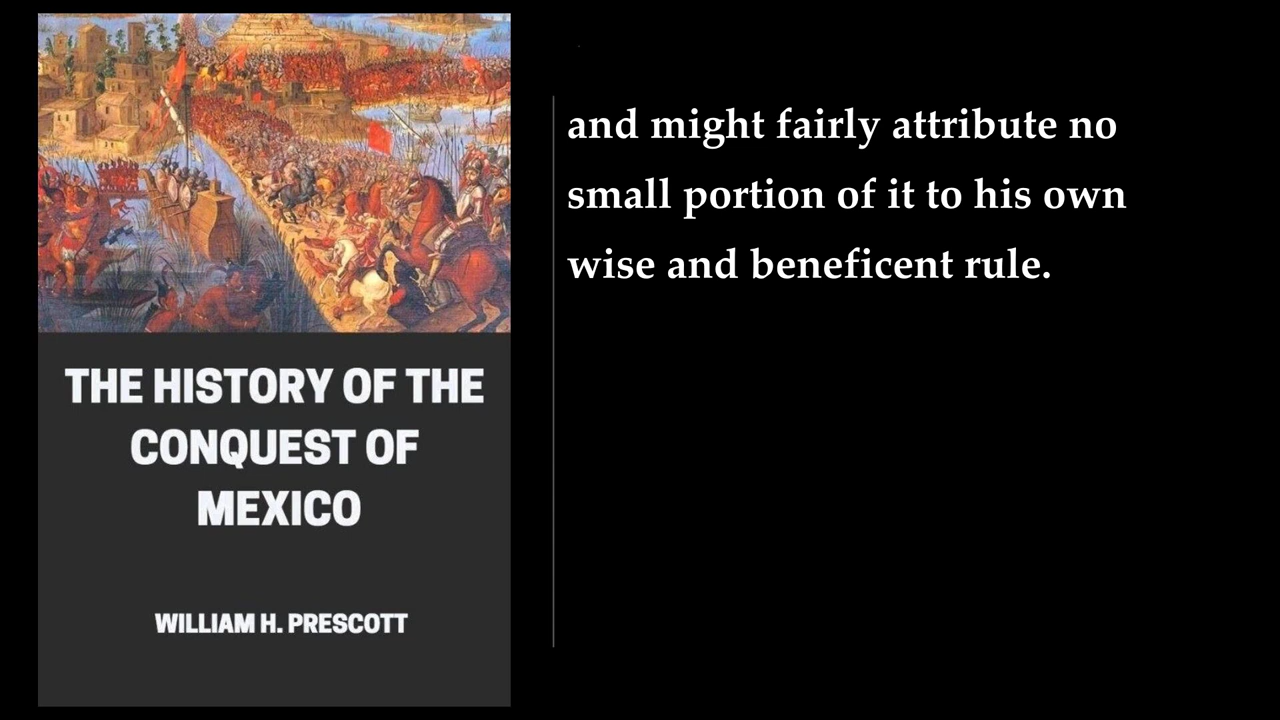 THE HISTORY OF THE
CONQUEST OF
MEXICO
WILLIAM H. PRESCOTT
and might fairly attribute no
small portion of it to his own
wise and beneficent rule.